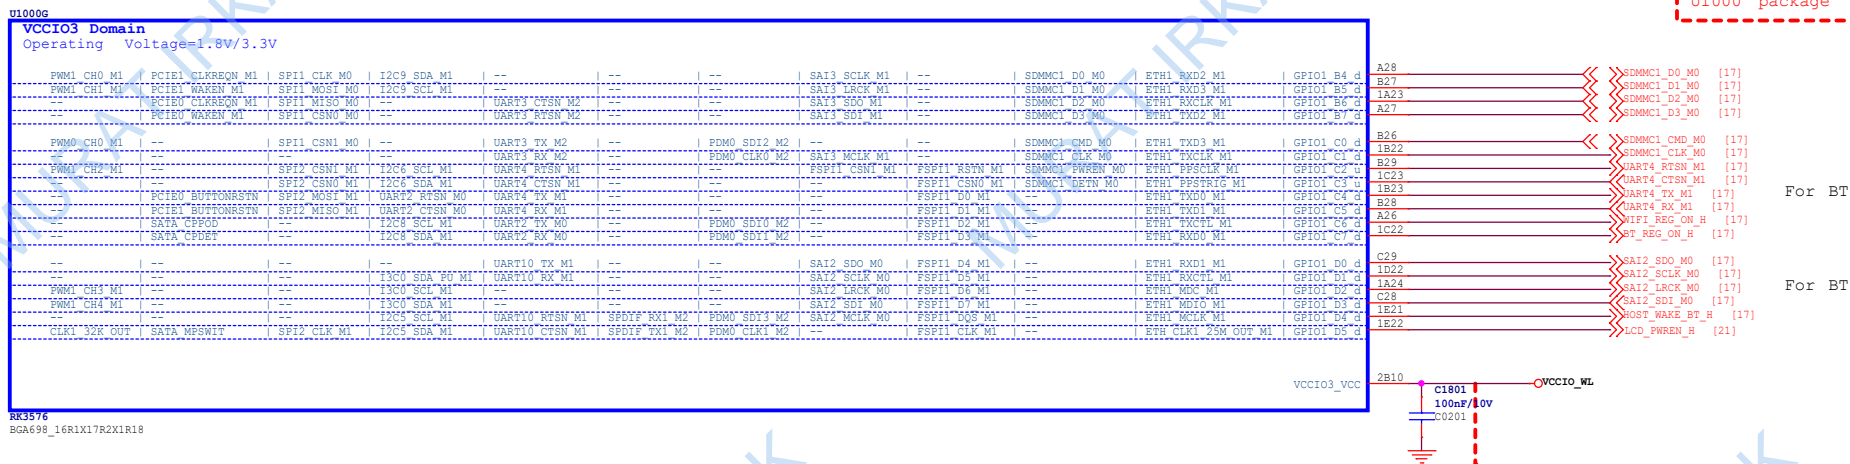 U1000G
U1000 package
VCCIO3 Domain
Operating Voltage=1.8V/3.3V
PWM1_CH0_M1 | PCIE1_CLKREQN_M1 | SPI1_CLK_M0 | I2C9_SDA_M1 | -- | -- | -- | SAI3_SCLK_M1 | -- | SDMMC1_D0_M0 | ETH1_RXD2_M1 | GPIO1_B4_d A28 SDMMC1_D0_M0 [17]
PWM1_CH1_M1 | PCIE1_WAKEN_M1 | SPI1_MOSI_M0 | I2C9_SCL_M1 | -- | -- | -- | SAI3_LRCK_M1 | -- | SDMMC1_D1_M0 | ETH1_RXD3_M1 | GPIO1_B5_d B27 SDMMC1_D1_M0 [17]
-- | PCIE0_CLKREQN_M1 | SPI1_MISO_M0 | -- | UART3_CTSN_M2 | -- | -- | SAI3_SDO_M1 | -- | SDMMC1_D2_M0 | ETH1_RXCLK_M1 | GPIO1_B6_d 1A23 SDMMC1_D2_M0 [17]
-- | PCIE0_WAKEN_M1 | SPI1_CSN0_M0 | -- | UART3_RTSN_M2 | -- | -- | SAI3_SDI_M1 | -- | SDMMC1_D3_M0 | ETH1_TXD2_M1 | GPIO1_B7_d A27 SDMMC1_D3_M0 [17]
PWM0_CH0_M1 | -- | SPI1_CSN1_M0 | -- | UART3_TX_M2 | -- | PDM0_SDI2_M2 | -- | -- | SDMMC1_CMD_M0 | ETH1_TXD3_M1 | GPIO1_C0_d B26 SDMMC1_CMD_M0 [17]
-- | -- | -- | -- | UART3_RX_M2 | -- | PDM0_CLK0_M2 | SAI3_MCLK_M1 | -- | SDMMC1_CLK_M0 | ETH1_TXCLK_M1 | GPIO1_C1_d 1B22 SDMMC1_CLK_M0 [17]
PWM1_CH2_M1 | -- | SPI2_CSN1_M1 | I2C6_SCL_M1 | UART4_RTSN_M1 | -- | -- | FSPI1_CSN1_M1 | FSPI1_RSTN_M1 | SDMMC1_PWREN_M0 | ETH1_PPSCLK_M1 | GPIO1_C2_u B29 UART4_RTSN_M1 [17]
-- | -- | SPI2_CSN0_M1 | I2C6_SDA_M1 | UART4_CTSN_M1 | -- | -- | -- | FSPI1_CSN0_M1 | SDMMC1_DETN_M0 | ETH1_PPSTRIG_M1 | GPIO1_C3_u 1C23 UART4_CTSN_M1 [17]
-- | PCIE0_BUTTONRSTN | SPI2_MOSI_M1 | UART2_RTSN_M0 | UART4_TX_M1 | -- | -- | -- | FSPI1_D0_M1 | -- | ETH1_TXD0_M1 | GPIO1_C4_d 1B23 UART4_TX_M1 [17] For BT
-- | PCIE1_BUTTONRSTN | SPI2_MISO_M1 | UART2_CTSN_M0 | UART4_RX_M1 | -- | -- | -- | FSPI1_D1_M1 | -- | ETH1_TXD1_M1 | GPIO1_C5_d B28 UART4_RX_M1 [17]
-- | SATA_CPPOD | -- | I2C8_SCL_M1 | UART2_TX_M0 | -- | PDM0_SDI0_M2 | -- | FSPI1_D2_M1 | -- | ETH1_TXCTL_M1 | GPIO1_C6_d A26 WIFI_REG_ON_H [17]
-- | SATA_CPDET | -- | I2C8_SDA_M1 | UART2_RX_M0 | -- | PDM0_SDI1_M2 | -- | FSPI1_D3_M1 | -- | ETH1_RXD0_M1 | GPIO1_C7_d 1C22 BT_REG_ON_H [17]
-- | -- | -- | -- | UART10_TX_M1 | -- | -- | SAI2_SDO_M0 | FSPI1_D4_M1 | -- | ETH1_RXD1_M1 | GPIO1_D0_d C29 SAI2_SDO_M0 [17]
-- | -- | -- | I3C0_SDA_PU_M1 | UART10_RX_M1 | -- | -- | SAI2_SCLK_M0 | FSPI1_D5_M1 | -- | ETH1_RXCTL_M1 | GPIO1_D1_d 1D22 SAI2_SCLK_M0 [17]
PWM1_CH3_M1 | -- | -- | I3C0_SCL_M1 | -- | -- | -- | SAI2_LRCK_M0 | FSPI1_D6_M1 | -- | ETH1_MDC_M1 | GPIO1_D2_d 1A24 SAI2_LRCK_M0 [17] For BT
PWM1_CH4_M1 | -- | -- | I3C0_SDA_M1 | -- | -- | -- | SAI2_SDI_M0 | FSPI1_D7_M1 | -- | ETH1_MDIO_M1 | GPIO1_D3_d C28 SAI2_SDI_M0 [17]
-- | -- | -- | I2C5_SCL_M1 | UART10_RTSN_M1 | SPDIF_RX1_M2 | PDM0_SDI3_M2 | SAI2_MCLK_M0 | FSPI1_DQS_M1 | -- | ETH1_MCLK_M1 | GPIO1_D4_d 1E21 HOST_WAKE_BT_H [17]
CLK1_32K_OUT | SATA_MPSWIT | SPI2_CLK_M1 | I2C5_SDA_M1 | UART10_CTSN_M1 | SPDIF_TX1_M2 | PDM0_CLK1_M2 | -- | FSPI1_CLK_M1 | -- | ETH_CLK1_25M_OUT_M1 | GPIO1_D5_d 1E22 LCD_PWREN_H [21]
VCCIO3_VCC 2B10 VCCIO_WL
C1801
100nF/10V
C0201
RK3576
BGA698_16R1X17R2X1R18
MURAT IRK
MURAT IRK